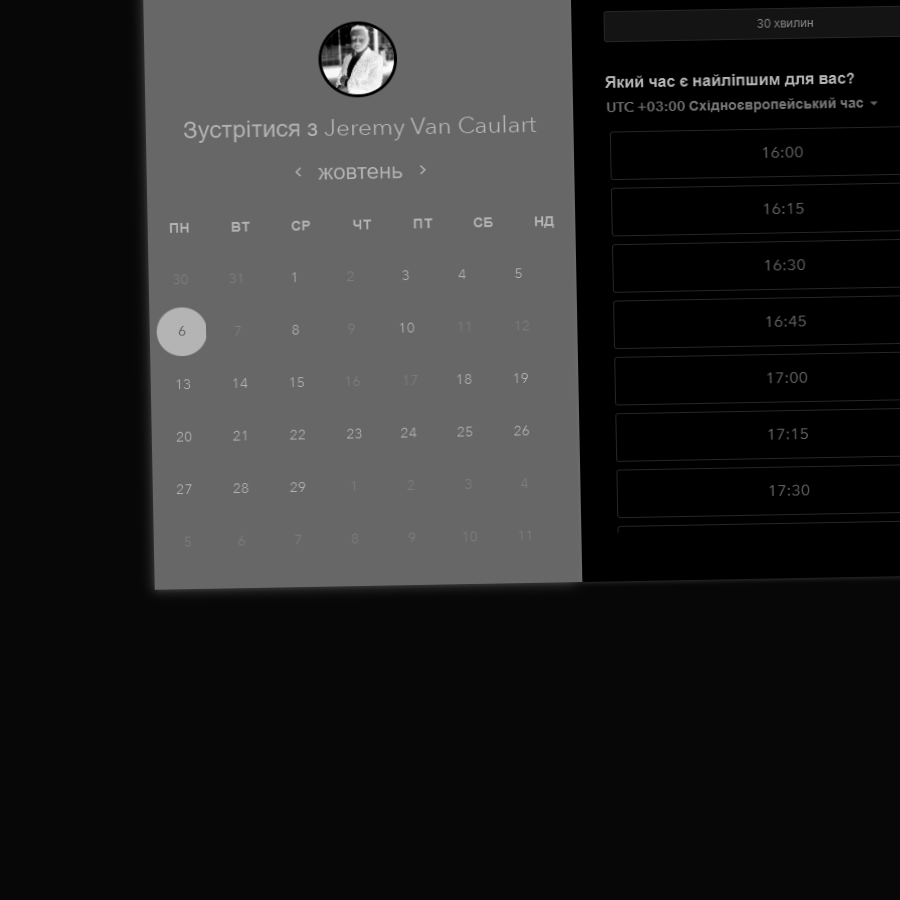 Зустрітися з Jeremy Van Caulart
‹ жовтень ›
ПН ВТ СР ЧТ ПТ СБ НД
30 31 1 2 3 4 5
6 7 8 9 10 11 12
13 14 15 16 17 18 19
20 21 22 23 24 25 26
27 28 29 1 2 3 4
5 6 7 8 9 10 11
30 хвилин
Який час є найліпшим для вас?
UTC +03:00 Східноєвропейський час
16:00
16:15
16:30
16:45
17:00
17:15
17:30